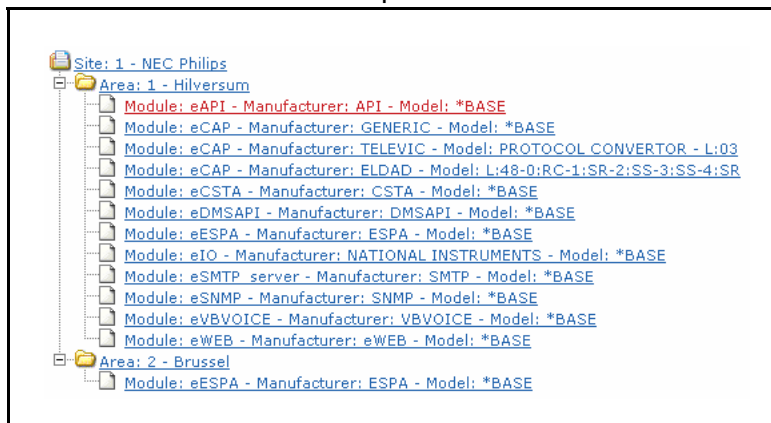 Site: 1 - NEC Philips
Area: 1 - Hilversum
Module: eAPI - Manufacturer: API - Model: *BASE
Module: eCAP - Manufacturer: GENERIC - Model: *BASE
Module: eCAP - Manufacturer: TELEVIC - Model: PROTOCOL CONVERTOR - L:03
Module: eCAP - Manufacturer: ELDAD - Model: L:48-0:RC-1:SR-2:SS-3:SS-4:SR
Module: eCSTA - Manufacturer: CSTA - Model: *BASE
Module: eDMSAPI - Manufacturer: DMSAPI - Model: *BASE
Module: eESPA - Manufacturer: ESPA - Model: *BASE
Module: eIO - Manufacturer: NATIONAL INSTRUMENTS - Model: *BASE
Module: eSMTP_server - Manufacturer: SMTP - Model: *BASE
Module: eSNMP - Manufacturer: SNMP - Model: *BASE
Module: eVBVOICE - Manufacturer: VBVOICE - Model: *BASE
Module: eWEB - Manufacturer: eWEB - Model: *BASE
Area: 2 - Brussel
Module: eESPA - Manufacturer: ESPA - Model: *BASE